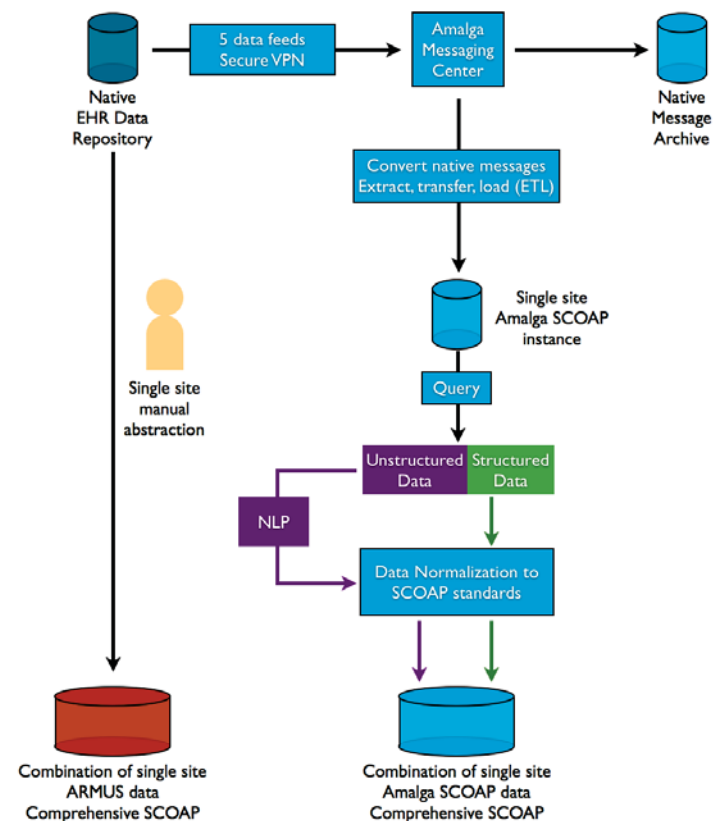 5 data feeds
Secure VPN
Amalga
Messaging
Center
Native
EHR Data
Repository
Native
Message
Archive
Convert native messages
Extract, transfer, load (ETL)
Single site
Amalga SCOAP
instance
Query
Single site
manual
abstraction
Unstructured
Data
Structured
Data
NLP
Data Normalization to
SCOAP standards
Combination of single site
ARMUS data
Comprehensive SCOAP
Combination of single site
Amalga SCOAP data
Comprehensive SCOAP